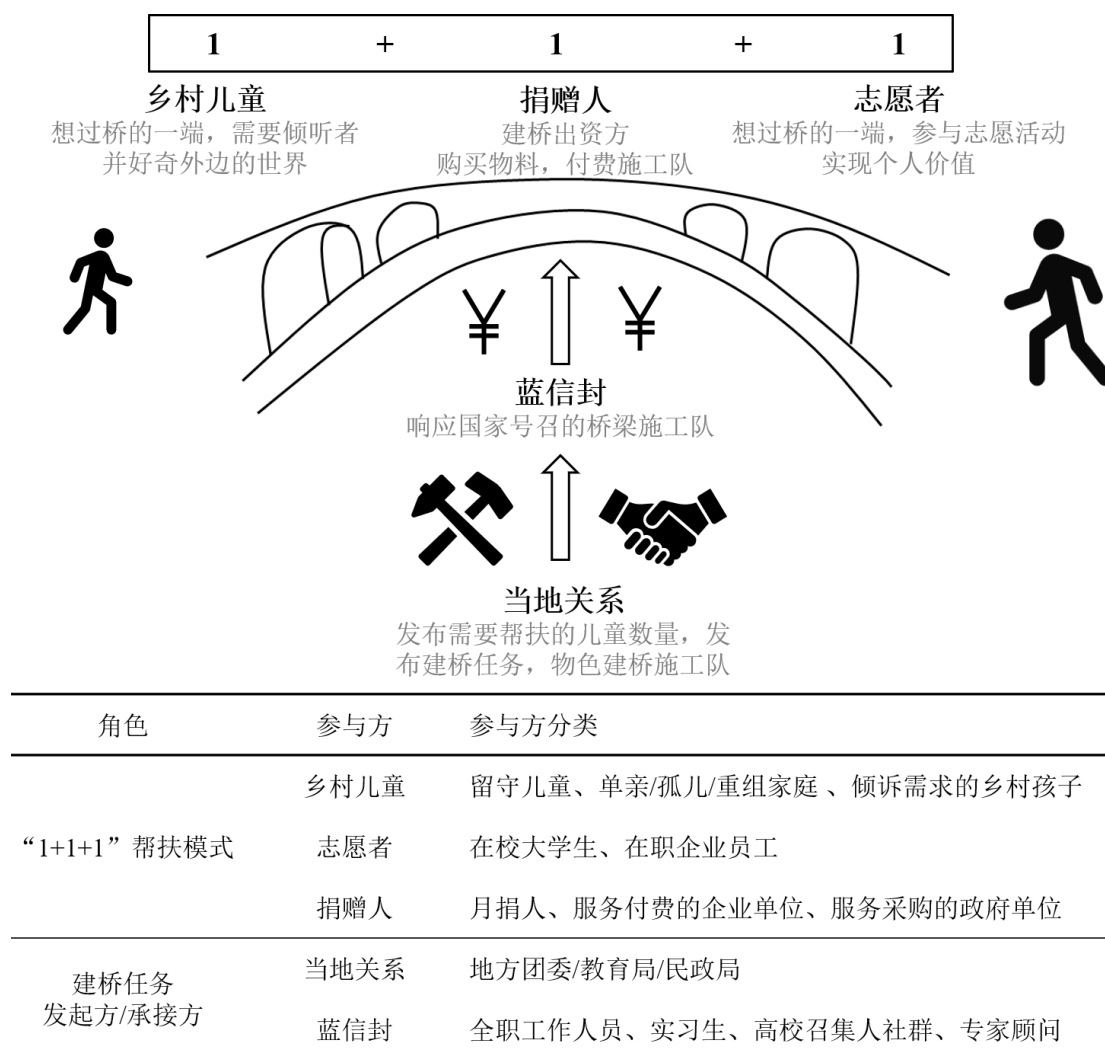 1 + 1 + 1
乡村儿童
想过桥的一端，需要倾听者
并好奇外边的世界
捐赠人
建桥出资方
购买物料，付费施工队
志愿者
想过桥的一端，参与志愿活动
实现个人价值
¥ ¥
蓝信封
响应国家号召的桥梁施工队
当地关系
发布需要帮扶的儿童数量，发
布建桥任务，物色建桥施工队
角色 参与方 参与方分类
“1+1+1”帮扶模式
乡村儿童 留守儿童、单亲/孤儿/重组家庭 、倾诉需求的乡村孩子
志愿者 在校大学生、在职企业员工
捐赠人 月捐人、服务付费的企业单位、服务采购的政府单位
建桥任务
发起方/承接方
当地关系 地方团委/教育局/民政局
蓝信封 全职工作人员、实习生、高校召集人社群、专家顾问